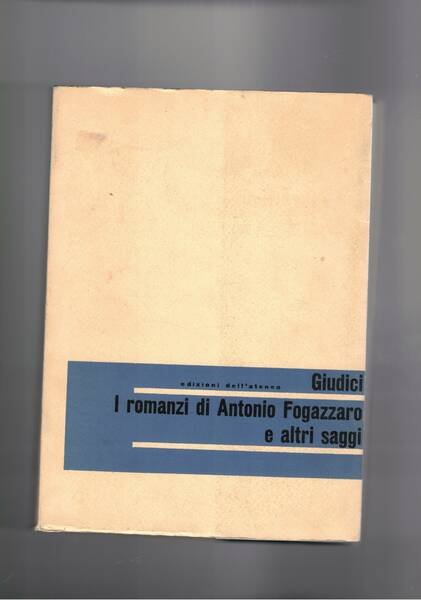 edizioni dell'ateneo
Giudici
I romanzi di Antonio Fogazzaro
e altri saggi